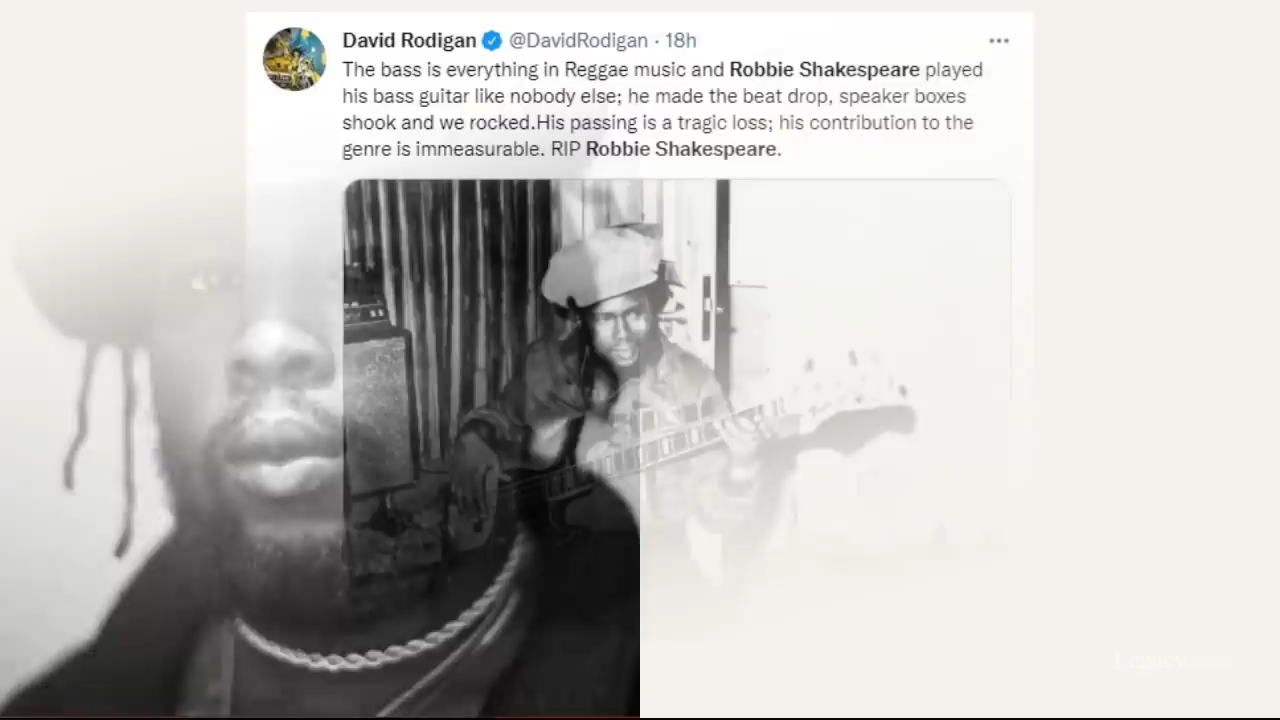 David Rodigan @DavidRodigan · 18h
The bass is everything in Reggae music and Robbie Shakespeare played
his bass guitar like nobody else; he made the beat drop, speaker boxes
shook and we rocked.His passing is a tragic loss; his contribution to the
genre is immeasurable. RIP Robbie Shakespeare.
Legacy